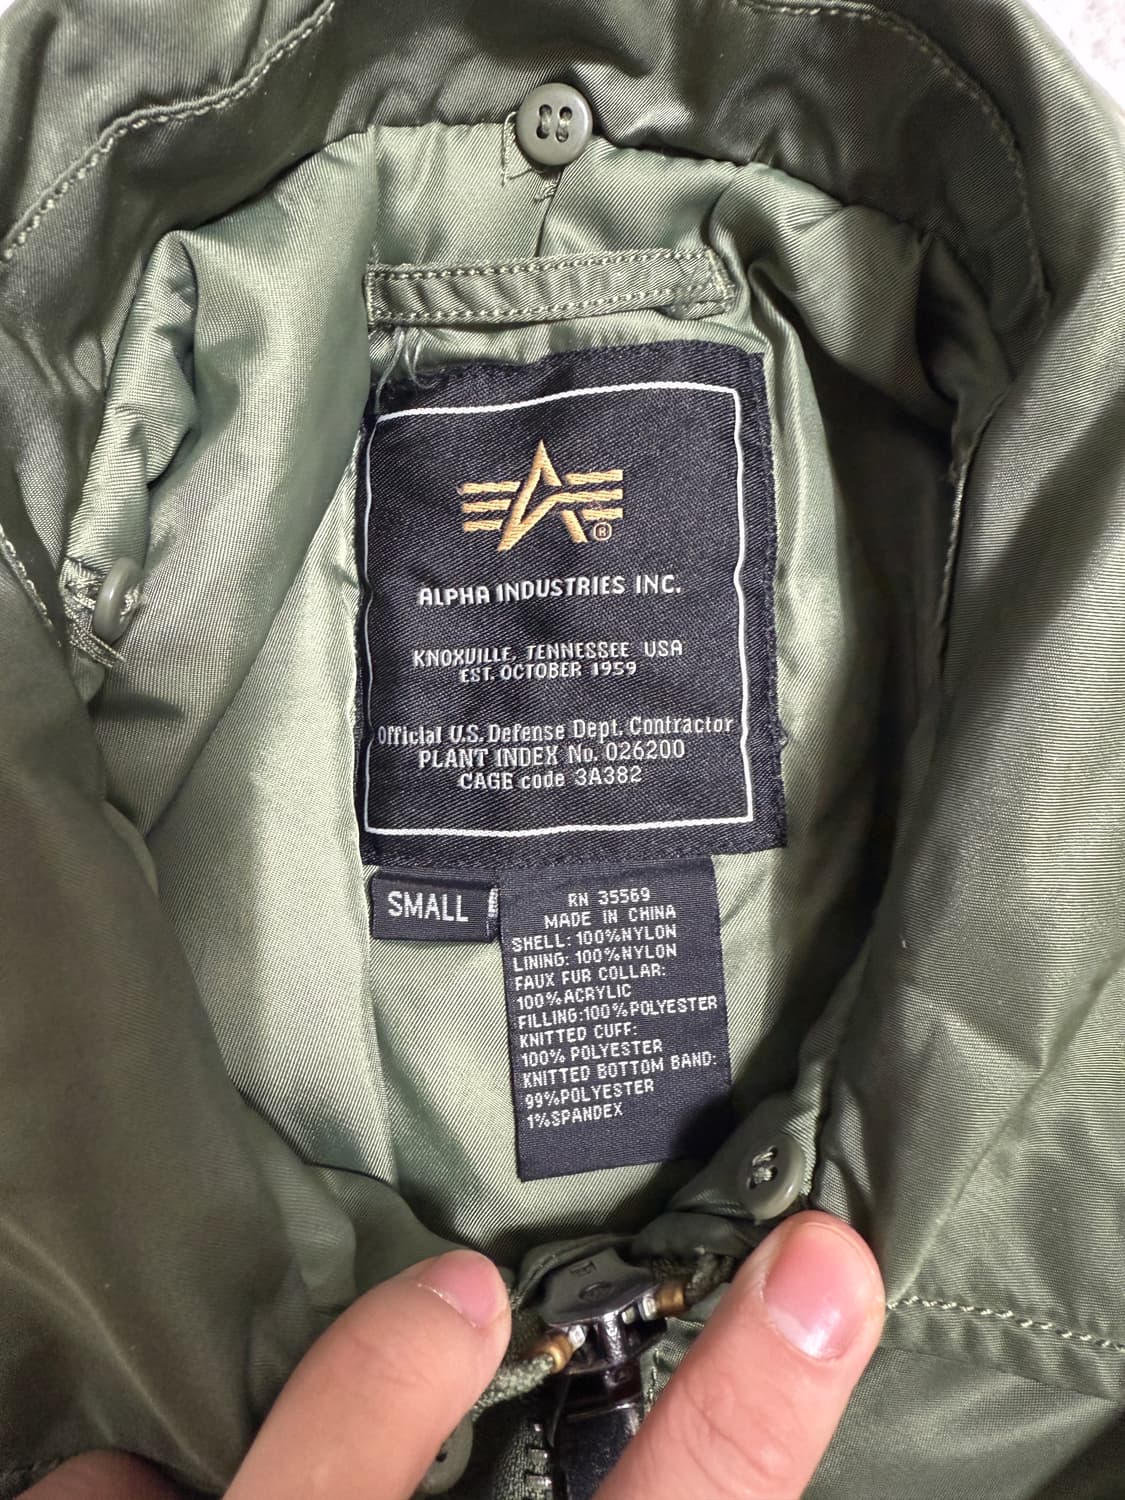 ®
ALPHA INDUSTRIES INC.
KNOXVILLE, TENNESSEE USA
EST. OCTOBER 1959
Official U.S. Defense Dept. Contractor
PLANT INDEX No. 026200
CAGE code 3A382
SMALL
RN 35569
MADE IN CHINA
SHELL: 100%NYLON
LINING: 100%NYLON
FAUX FUR COLLAR:
100%ACRYLIC
FILLING:100%POLYESTER
KNITTED CUFF:
100% POLYESTER
KNITTED BOTTOM BAND:
99%POLYESTER
1%SPANDEX